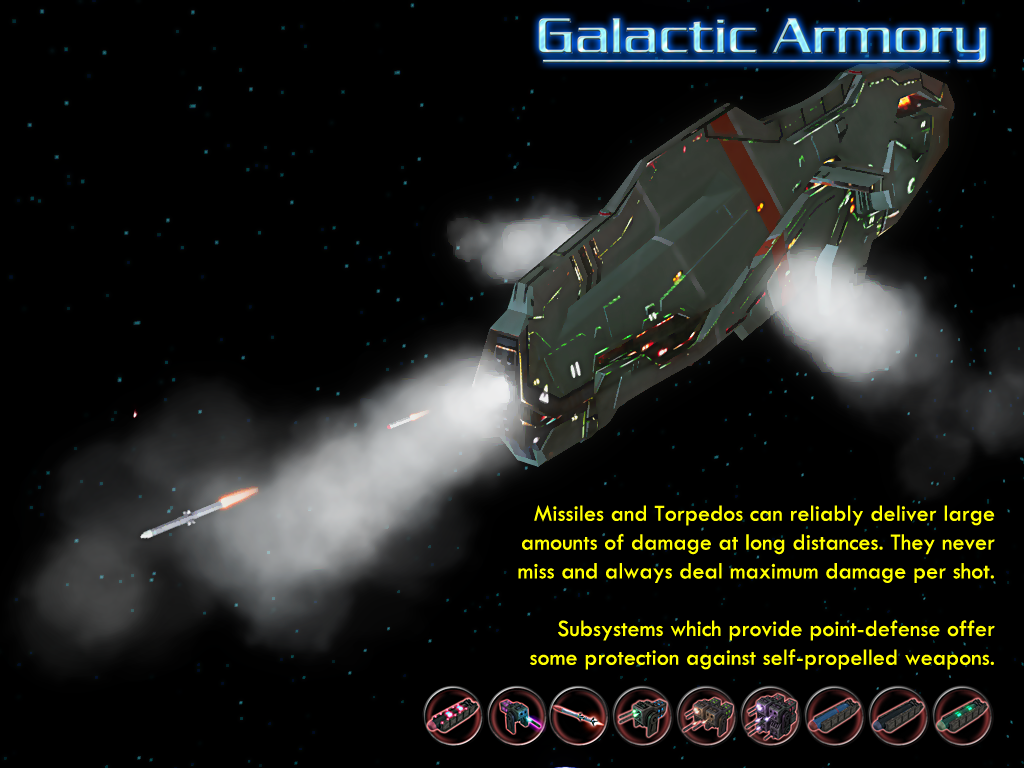 Galactic Armory
Missiles and Torpedos can reliably deliver large
amounts of damage at long distances. They never
miss and always deal maximum damage per shot.
Subsystems which provide point-defense offer
some protection against self-propelled weapons.